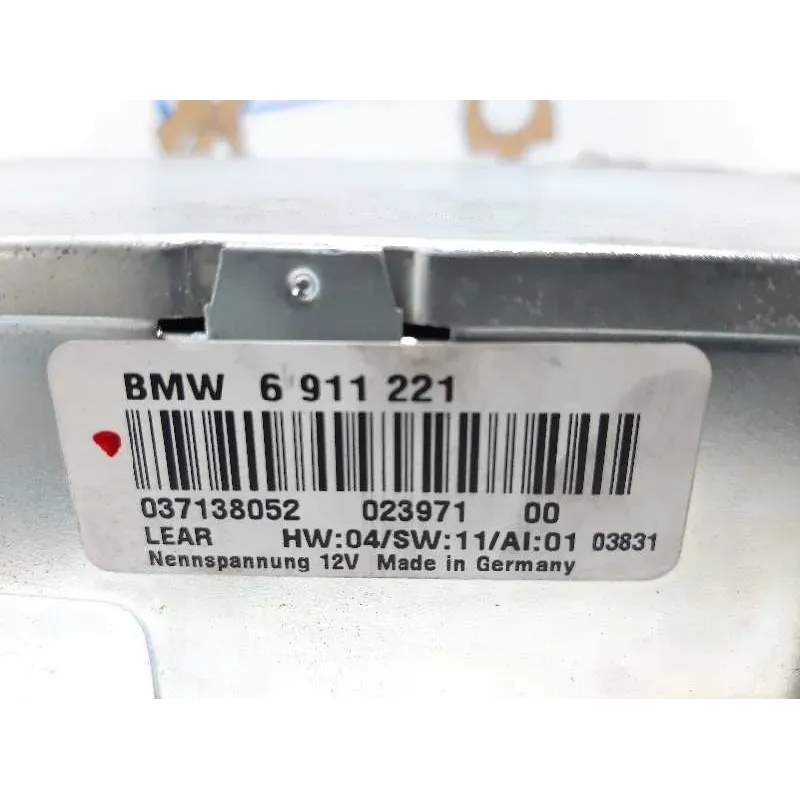 BMW 6 911 221
037138052 023971 00
LEAR HW:04/SW:11/AI:01 03831
Nennspannung 12V Made in Germany